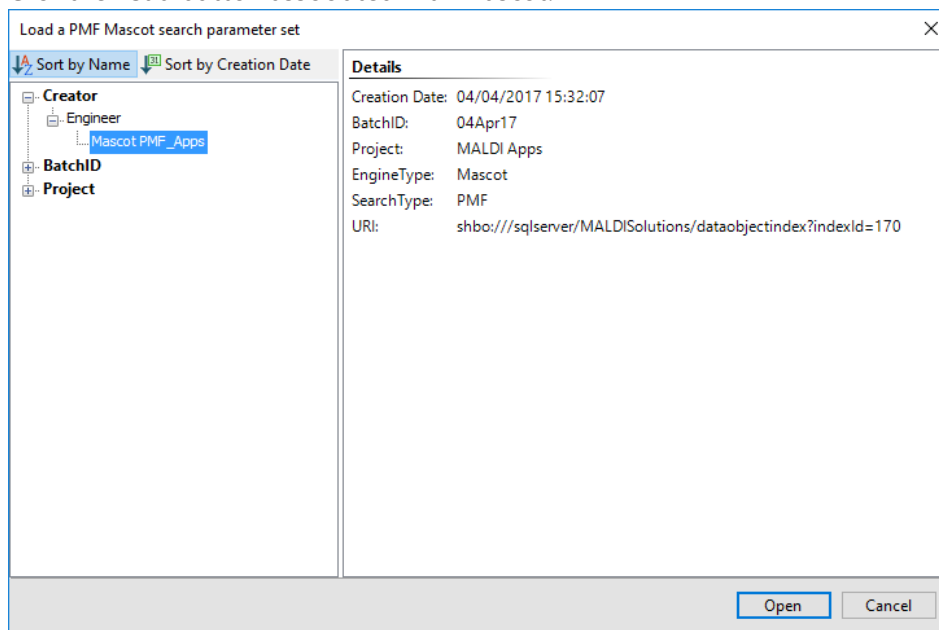 Load a PMF Mascot search parameter set
Sort by Name Sort by Creation Date
Creator
Engineer
Mascot PMF_Apps
BatchID
Project
Details
Creation Date: 04/04/2017 15:32:07
BatchID: 04Apr17
Project: MALDI Apps
EngineType: Mascot
SearchType: PMF
URI: shbo:///sqlserver/MALDISolutions/dataobjectindex?indexId=170
Open Cancel